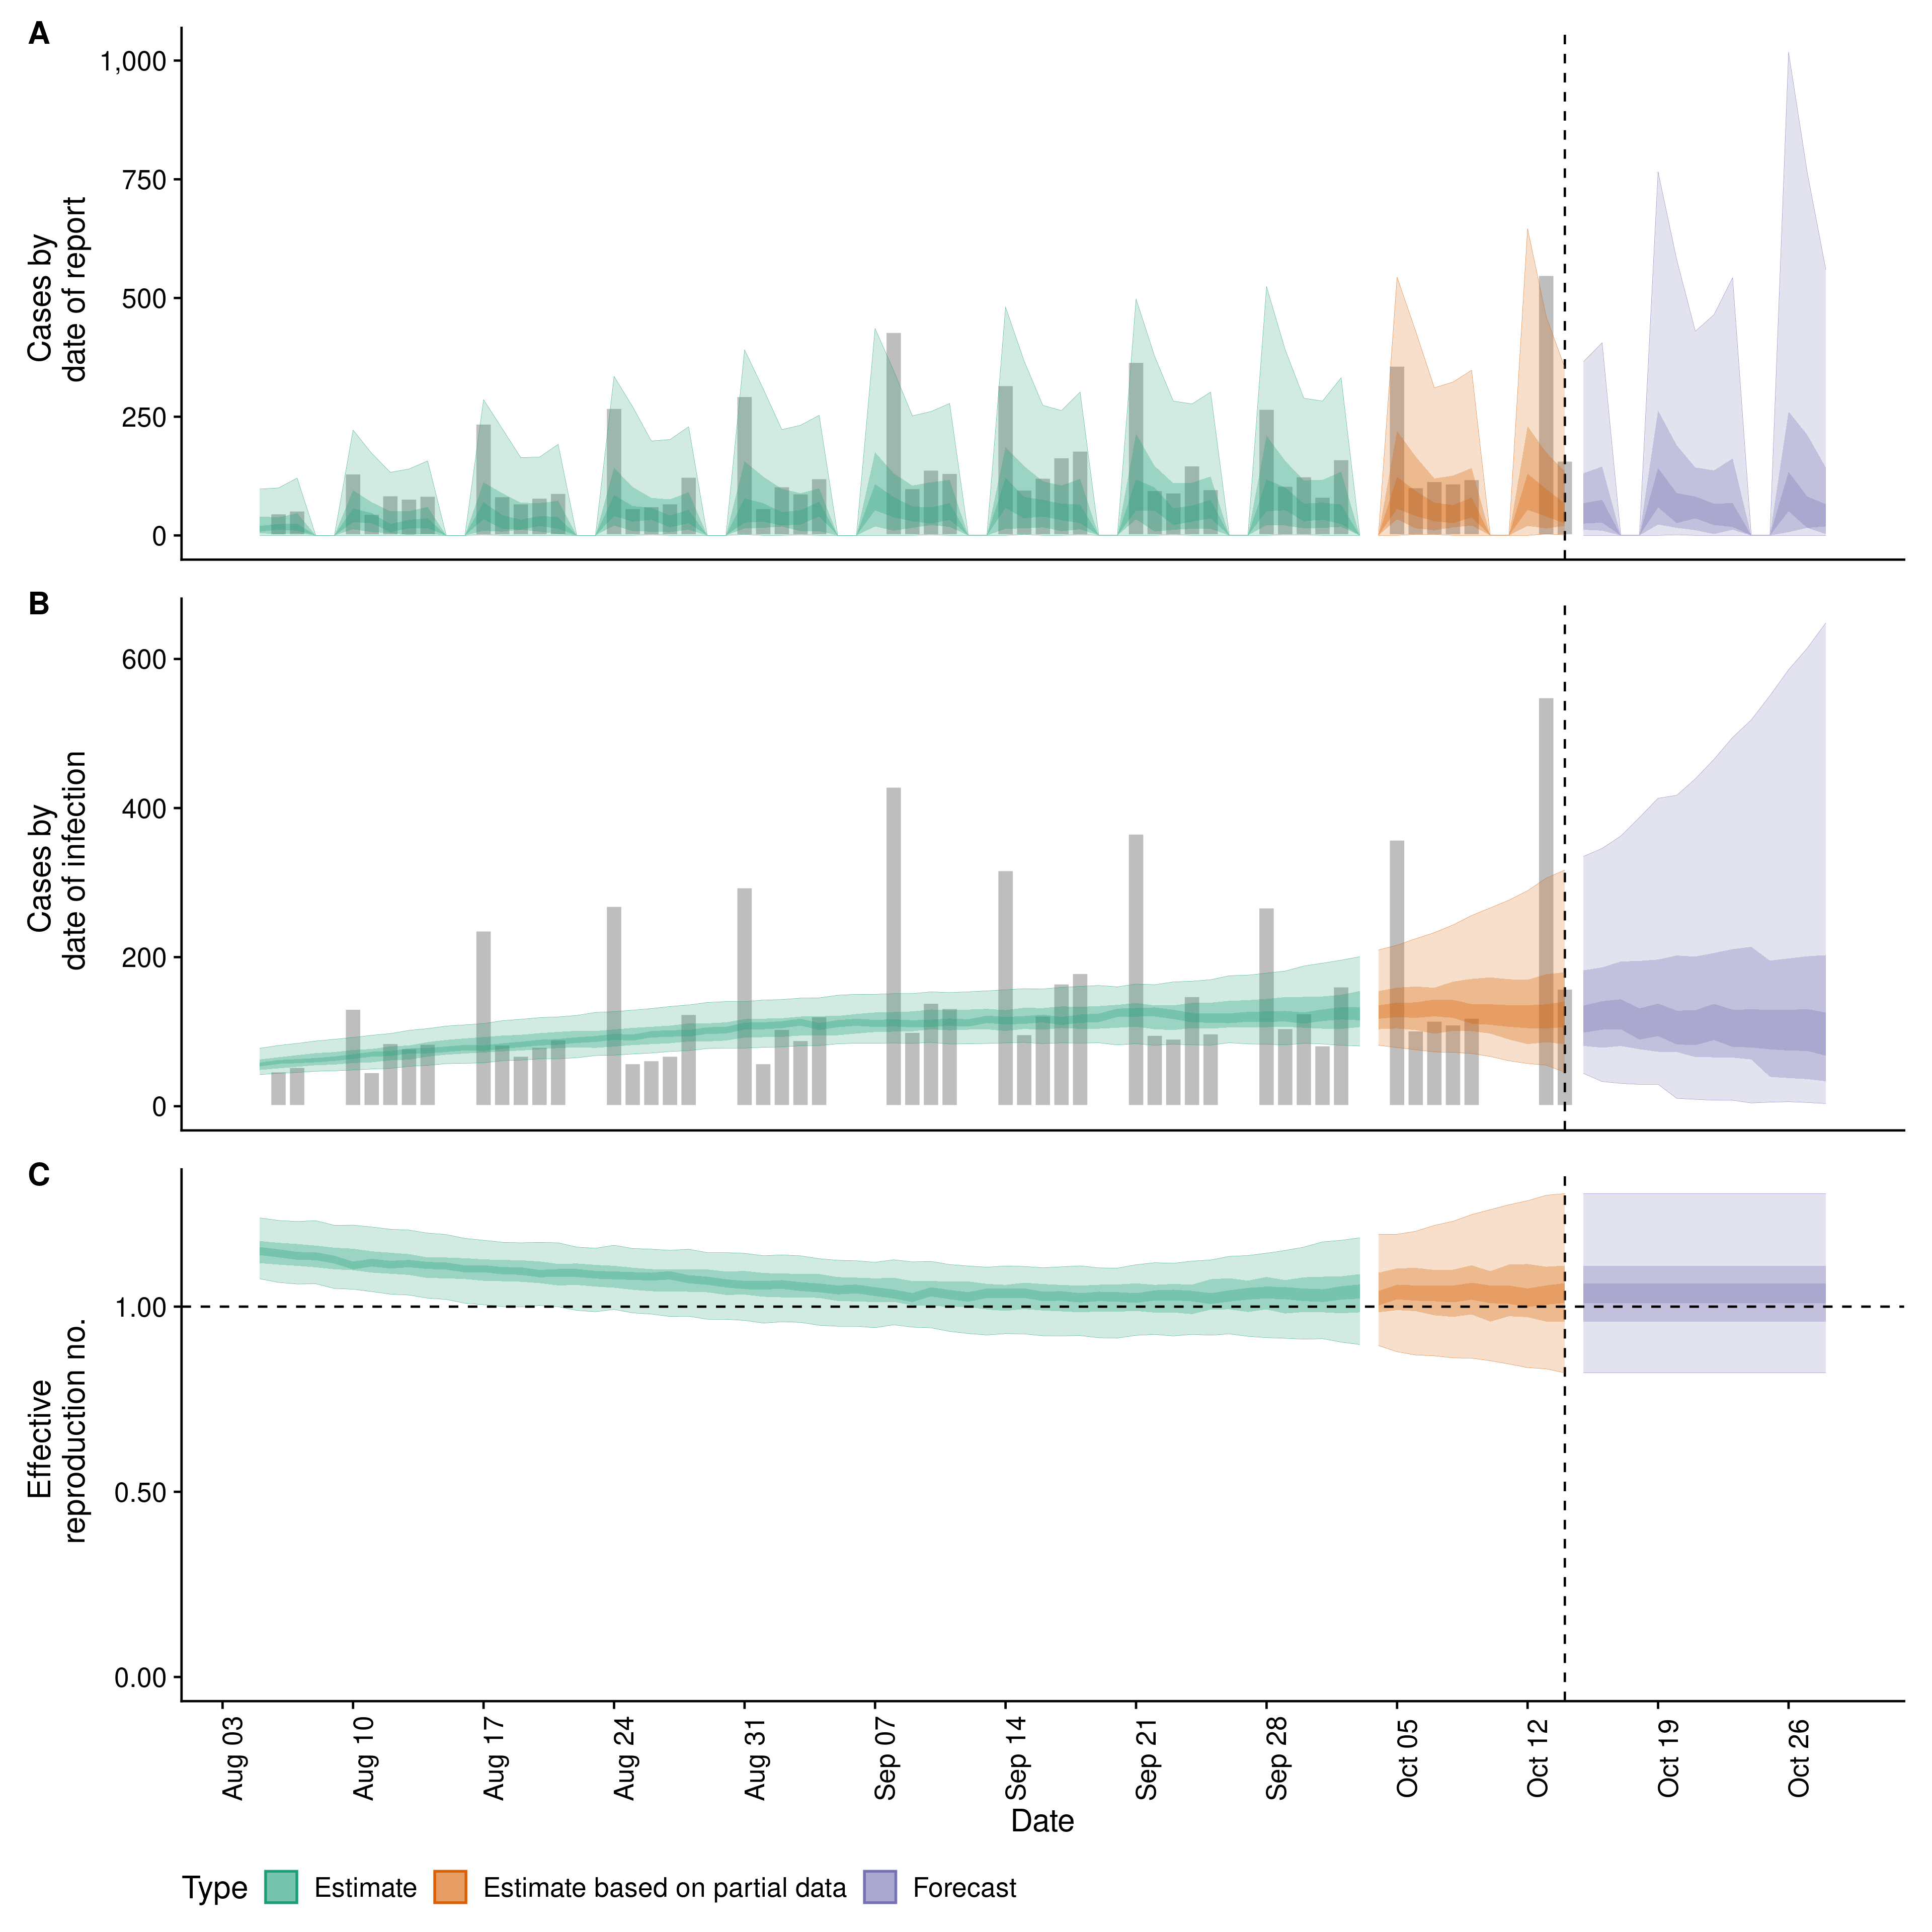 A
Cases by
date of report
1,000
750
500
250
0
B
Cases by
date of infection
600
400
200
0
C
Effective
reproduction no.
1.00
0.50
0.00
Aug 03
Aug 10
Aug 17
Aug 24
Aug 31
Sep 07
Sep 14
Sep 21
Sep 28
Oct 05
Oct 12
Oct 19
Oct 26
Date
Type Estimate Estimate based on partial data Forecast